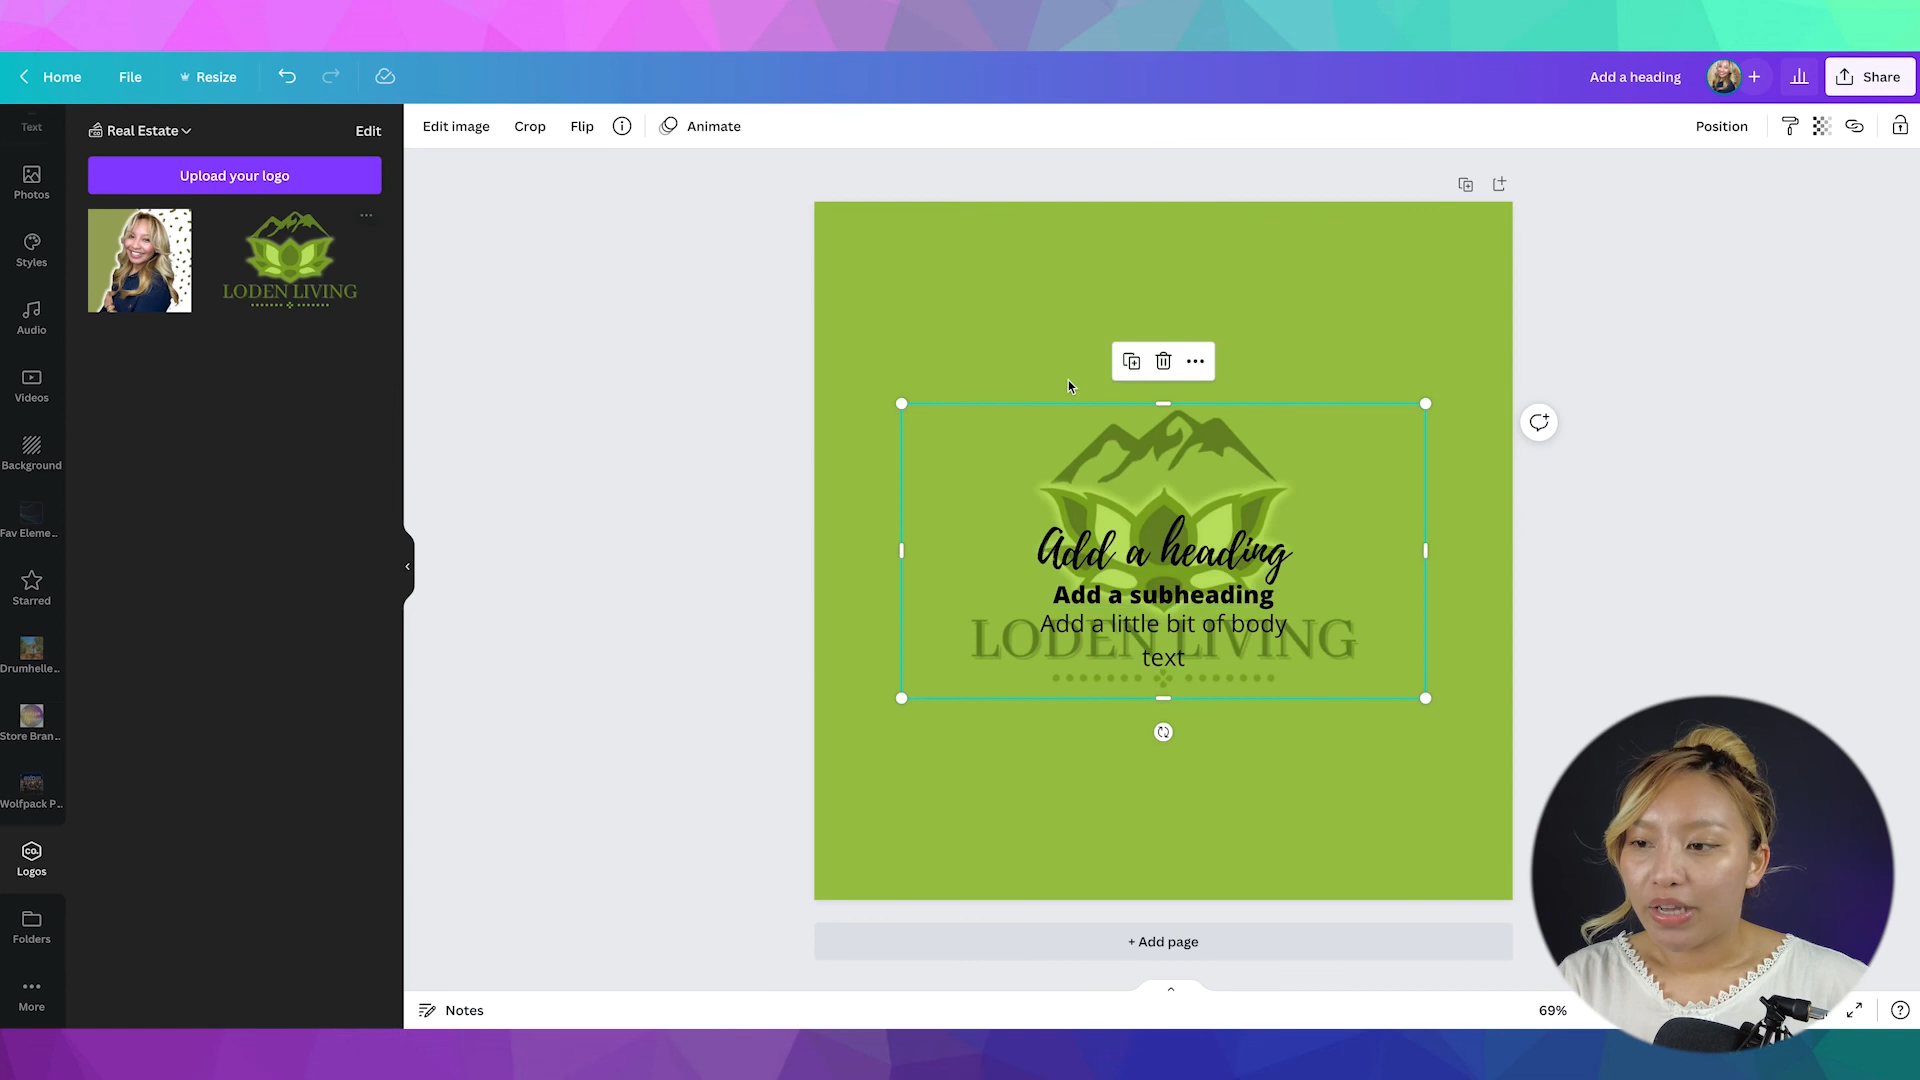 Home File Resize Add a heading Share
Text
Real Estate Edit
Edit image Crop Flip Animate Position
Upload your logo
Photos
Styles
LODEN LIVING
Audio
Videos
Background
Fav Eleme...
Starred
Add a heading
Add a subheading
Add a little bit of body
text
LODEN LIVING
Drumhelle...
Store Bran...
Wolfpack P...
CO.
Logos
Folders
+ Add page
More
Notes 69%